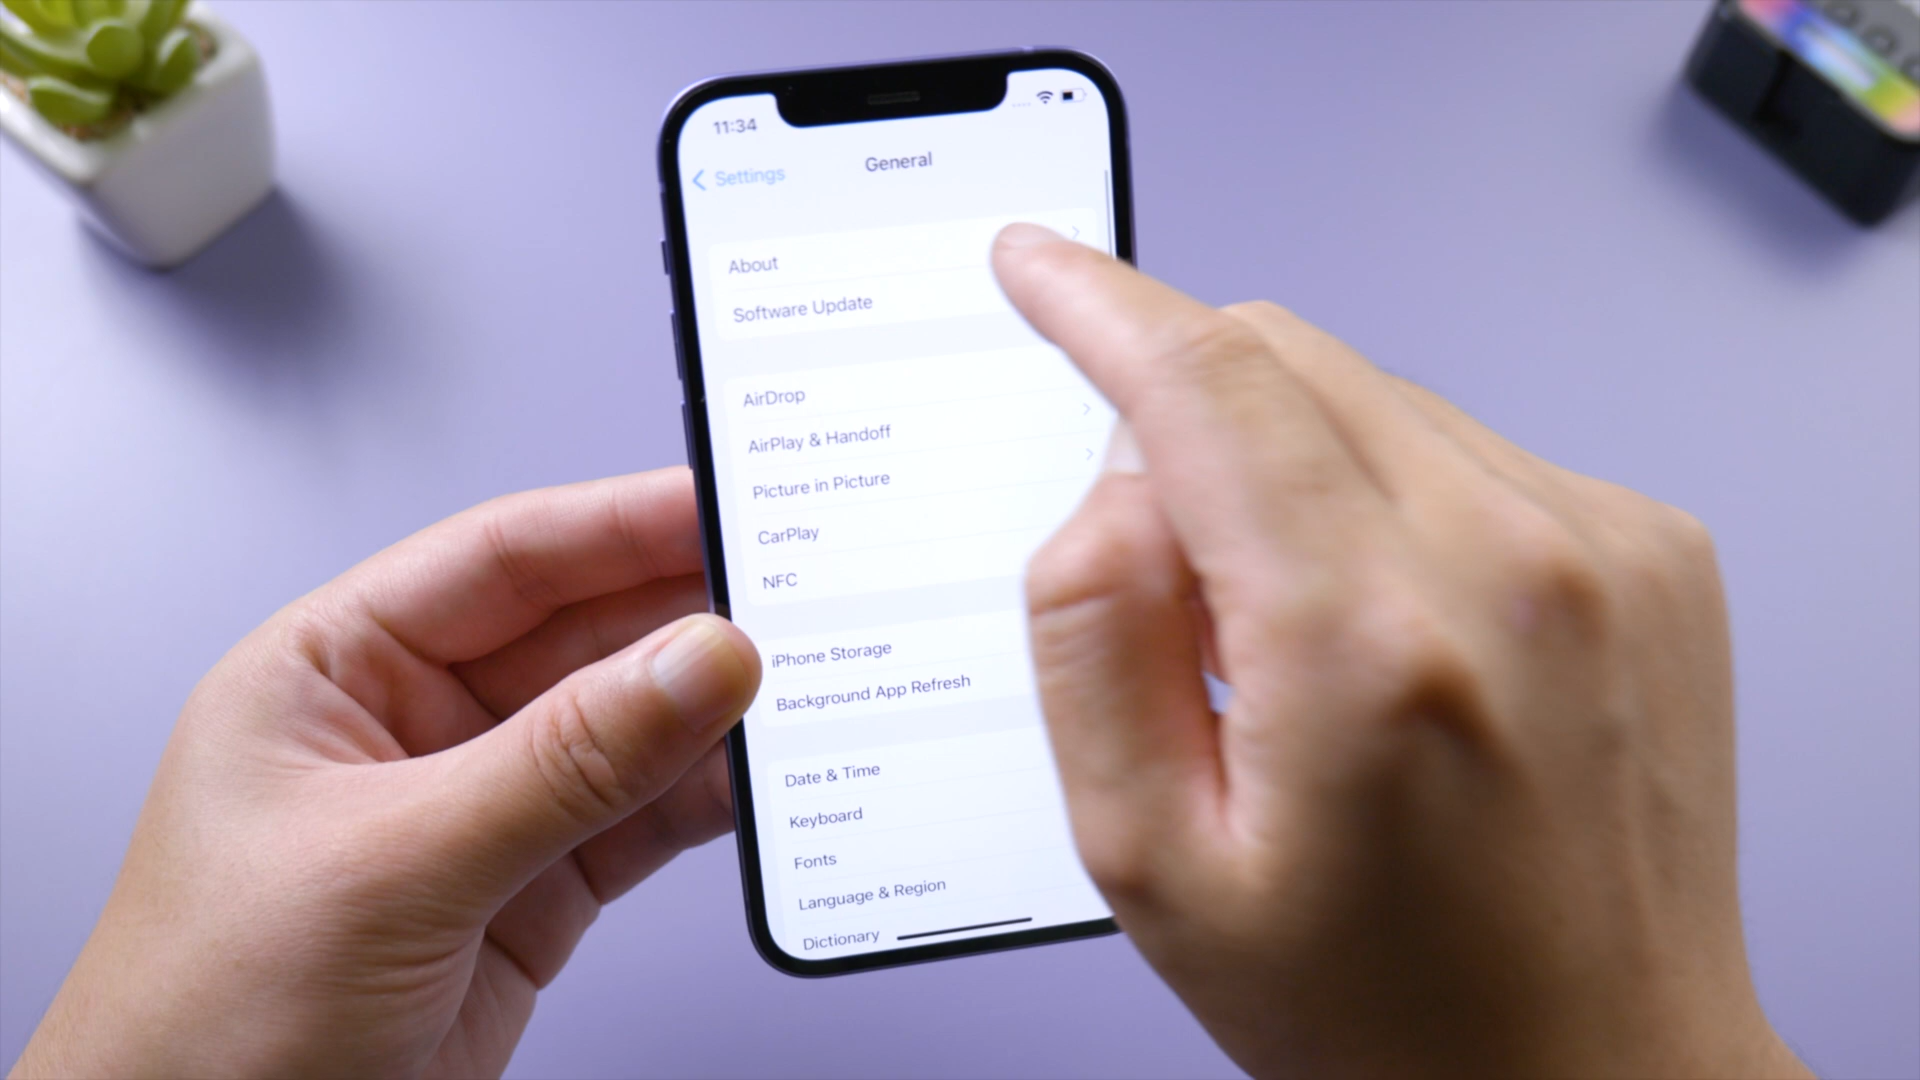 11:34
Settings
General
About
Software Update
AirDrop
AirPlay & Handoff
Picture in Picture
CarPlay
NFC
iPhone Storage
Background App Refresh
Date & Time
Keyboard
Fonts
Language & Region
Dictionary